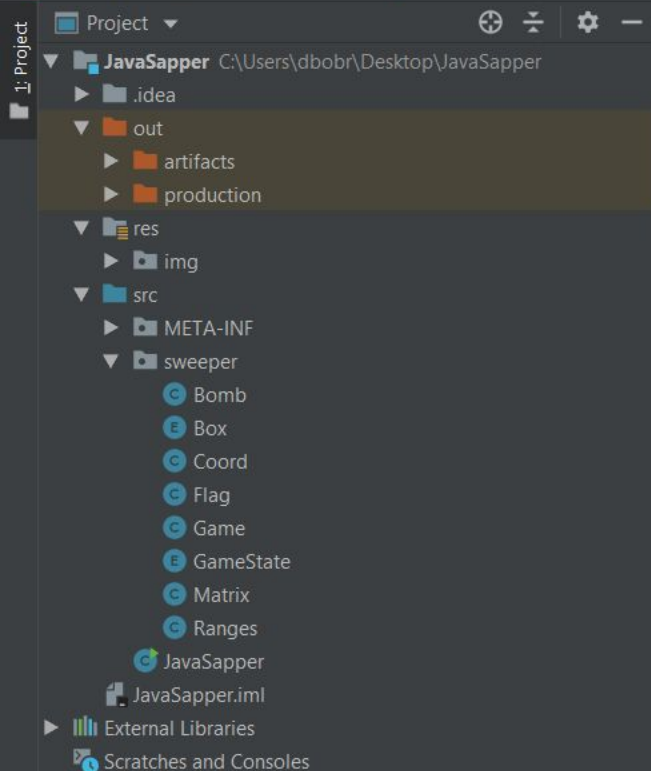 1: Project
Project
JavaSapper C:\Users\dbobr\Desktop\JavaSapper
.idea
out
artifacts
production
res
img
src
META-INF
sweeper
C Bomb
E Box
C Coord
C Flag
C Game
E GameState
C Matrix
C Ranges
C JavaSapper
JavaSapper.iml
External Libraries
Scratches and Consoles